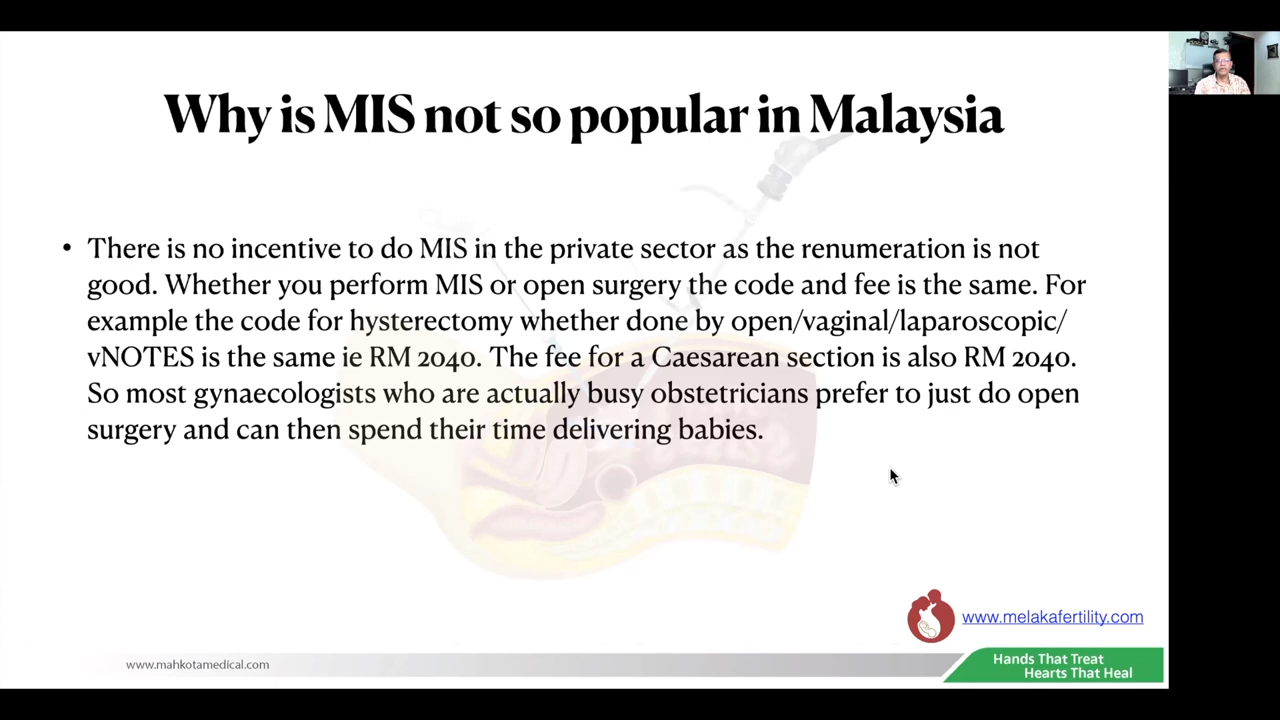 Why is MIS not so popular in Malaysia
• There is no incentive to do MIS in the private sector as the renumeration is not
good. Whether you perform MIS or open surgery the code and fee is the same. For
example the code for hysterectomy whether done by open/vaginal/laparoscopic/
vNOTES is the same ie RM 2040. The fee for a Caesarean section is also RM 2040.
So most gynaecologists who are actually busy obstetricians prefer to just do open
surgery and can then spend their time delivering babies.
www.melakafertility.com
www.mahkotamedical.com
Hands That Treat
Hearts That Heal